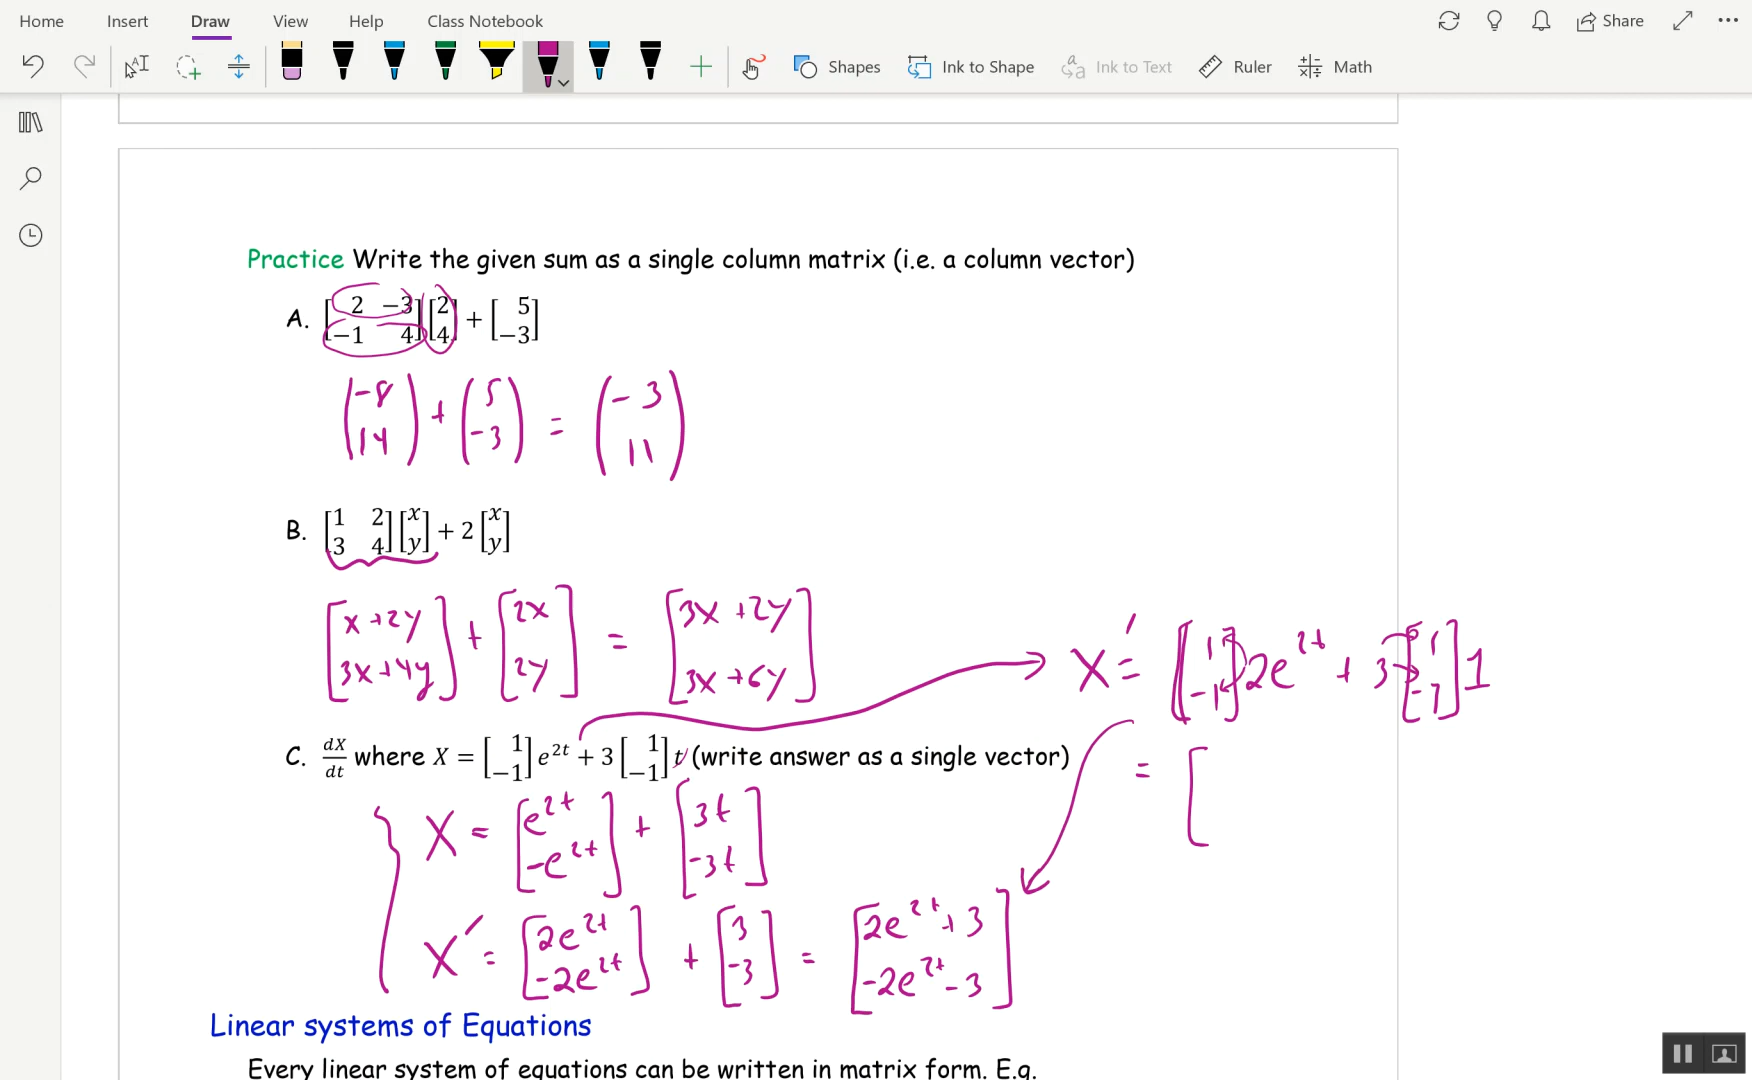 Home Insert Draw View Help Class Notebook Share
Shapes Ink to Shape Ink to Text Ruler Math
Practice Write the given sum as a single column matrix (i.e. a column vector)
A. [2 −3; −1 4] [2; 4] + [5; −3]
(-8; 14) + (5; -3) = (-3; 11)
B. [1 2; 3 4] [x; y] + 2 [x; y]
[x+2y; 3x+4y] + [2x; 2y] = [3x+2y; 3x+6y]
X' = [1; -1] 2e^2t + 3 [1; -1] 1
= [
C. dX/dt where X = [1; −1] e^2t + 3 [1; −1] t (write answer as a single vector)
X = [e^2t; -e^2t] + [3t; -3t]
X' = [2e^2t; -2e^2t] + [3; -3] = [2e^2t + 3; -2e^2t - 3]
Linear systems of Equations
Every linear system of equations can be written in matrix form. E.g.